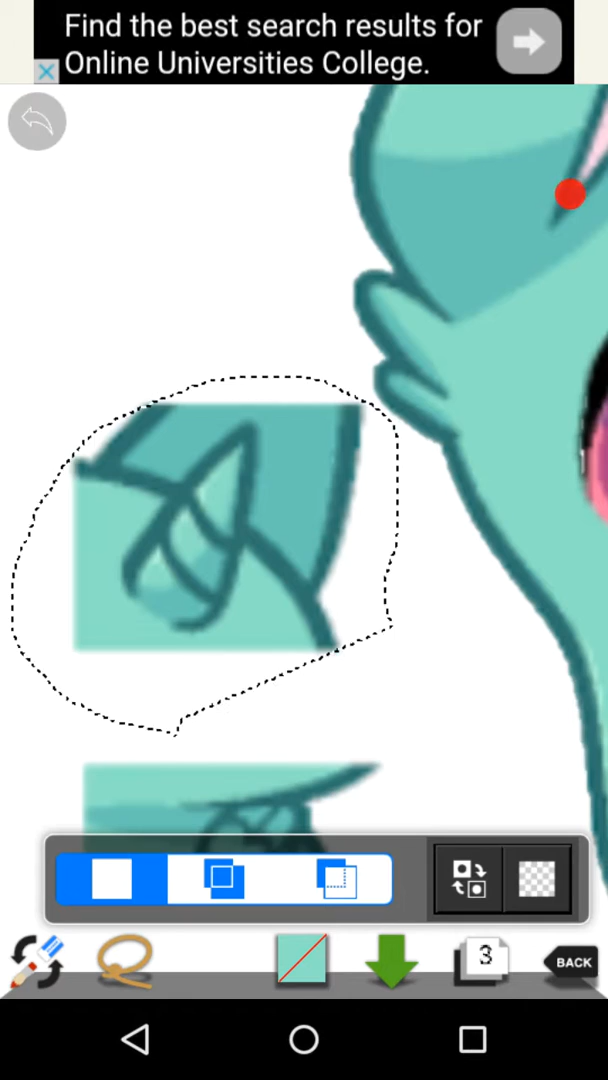 Find the best search results for
Online Universities College.
3
BACK